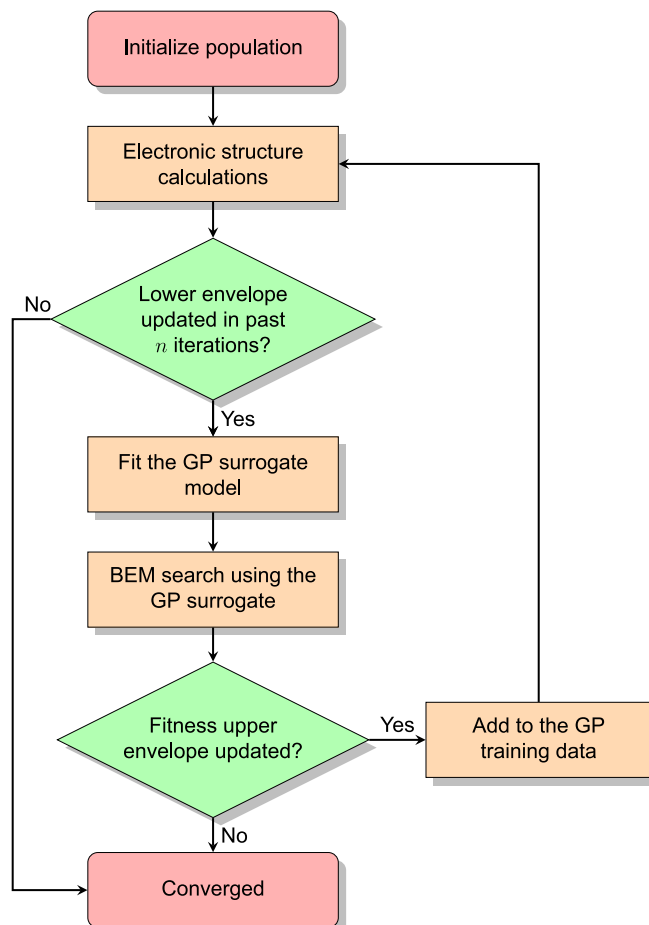 Initialize population
Electronic structure
calculations
Lower envelope
updated in past
n iterations?
No
Yes
Fit the GP surrogate
model
BEM search using the
GP surrogate
Fitness upper
envelope updated?
Yes
Add to the GP
training data
No
Converged